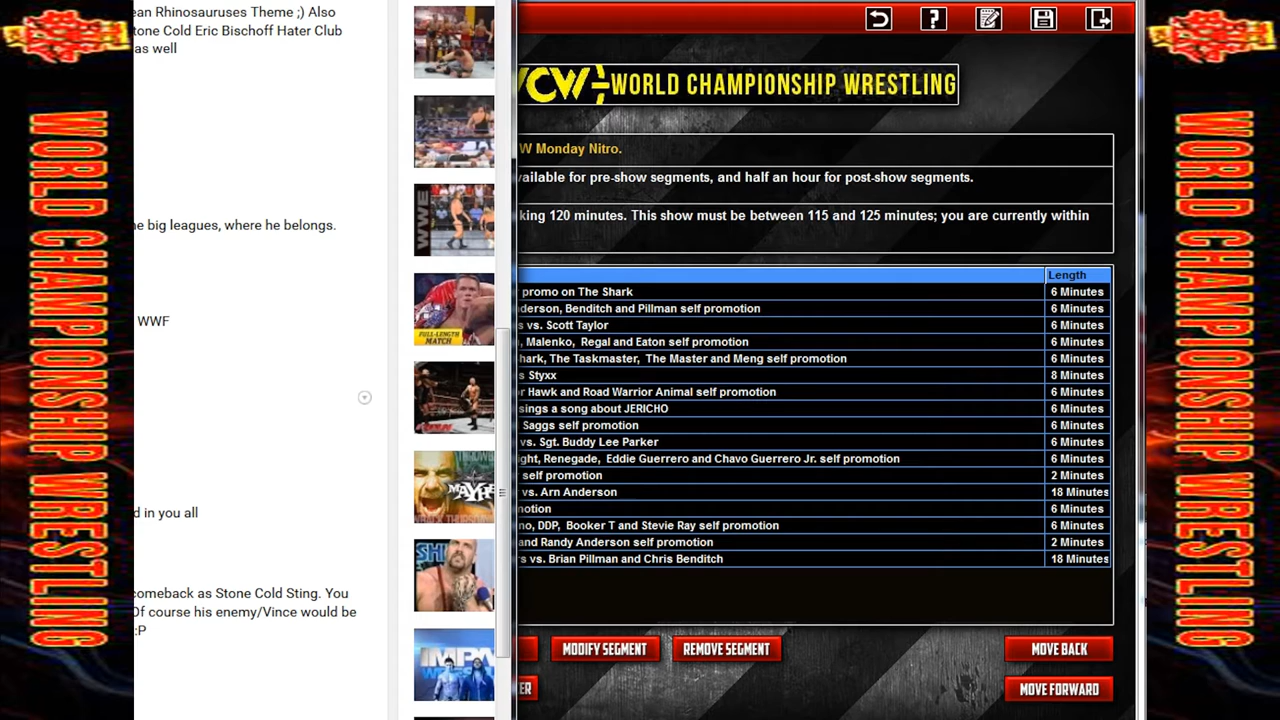 WORLD CHAMPIONSHIP WRESTLING
ean Rhinosauruses Theme ;) Also
tone Cold Eric Bischoff Hater Club
as well
e big leagues, where he belongs.
WWF
d in you all
comeback as Stone Cold Sting. You
Of course his enemy/Vince would be
:P
WWE
FULL-LENGTH
MATCH
CW WORLD CHAMPIONSHIP WRESTLING
W Monday Nitro.
vailable for pre-show segments, and half an hour for post-show segments.
king 120 minutes. This show must be between 115 and 125 minutes; you are currently within
Length
promo on The Shark 6 Minutes
nderson, Benditch and Pillman self promotion 6 Minutes
s vs. Scott Taylor 6 Minutes
, Malenko, Regal and Eaton self promotion 6 Minutes
hark, The Taskmaster, The Master and Meng self promotion 6 Minutes
s Styxx 8 Minutes
r Hawk and Road Warrior Animal self promotion 6 Minutes
sings a song about JERICHO 6 Minutes
Saggs self promotion 6 Minutes
vs. Sgt. Buddy Lee Parker 6 Minutes
ight, Renegade, Eddie Guerrero and Chavo Guerrero Jr. self promotion 6 Minutes
self promotion 2 Minutes
vs. Arn Anderson 18 Minutes
motion 6 Minutes
no, DDP, Booker T and Stevie Ray self promotion 6 Minutes
and Randy Anderson self promotion 2 Minutes
s vs. Brian Pillman and Chris Benditch 18 Minutes
MODIFY SEGMENT
REMOVE SEGMENT
MOVE BACK
ER
MOVE FORWARD
WORLD CHAMPIONSHIP WRESTLING